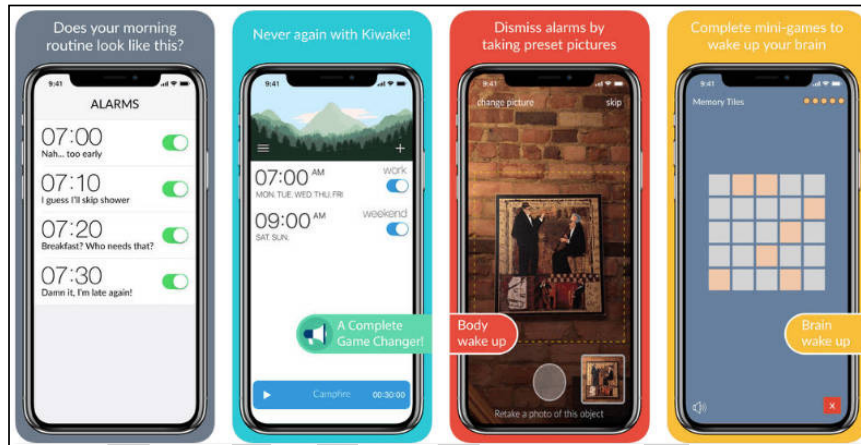 Does your morning
routine look like this?
9:41
ALARMS
07:00
Nah... too early
07:10
I guess I'll skip shower
07:20
Breakfast? Who needs that?
07:30
Damn it, I'm late again!
Never again with Kiwake!
9:41
07:00 AM work
MON. TUE. WED. THU. FRI
09:00 AM weekend
SAT. SUN.
A Complete
Game Changer!
Campfire 00:30:00
Dismiss alarms by
taking preset pictures
9:41
change picture skip
Body
wake up
Retake a photo of this object
Complete mini-games to
wake up your brain
9:41
Memory Tiles
Brain
wake up
X